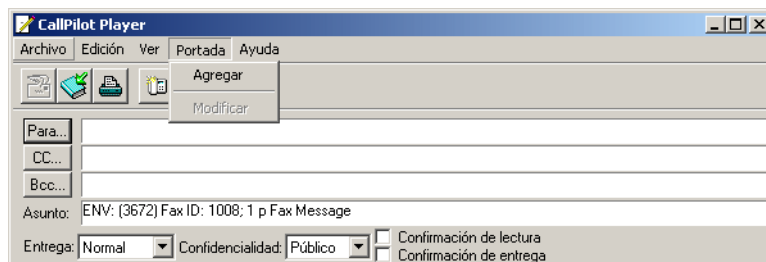 CallPilot Player
Archivo Edición Ver Portada Ayuda
Agregar
Modificar
Para...
CC...
Bcc...
Asunto: ENV: (3672) Fax ID: 1008; 1 p Fax Message
Entrega: Normal Confidencialidad: Público Confirmación de lectura
Confirmación de entrega